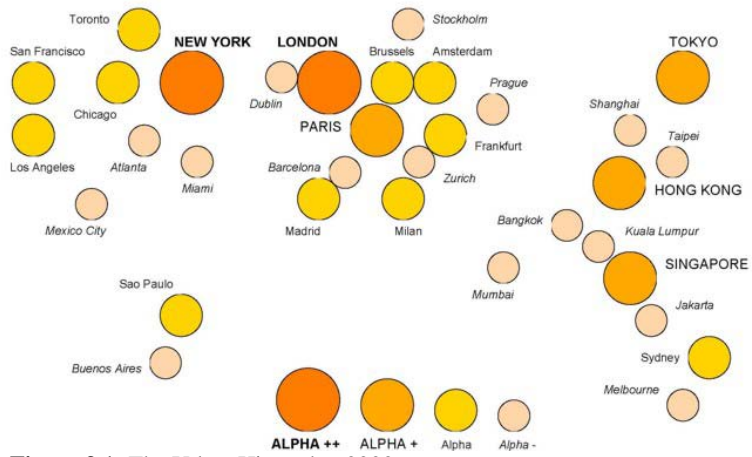 Toronto
Stockholm
San Francisco
NEW YORK
LONDON
Brussels
Amsterdam
TOKYO
Dublin
Prague
Chicago
PARIS
Shanghai
Taipei
Frankfurt
Los Angeles
Atlanta
Miami
Barcelona
Zurich
HONG KONG
Mexico City
Madrid
Milan
Bangkok
Kuala Lumpur
SINGAPORE
Mumbai
Sao Paulo
Jakarta
Buenos Aires
Sydney
Melbourne
ALPHA ++
ALPHA +
Alpha
Alpha -